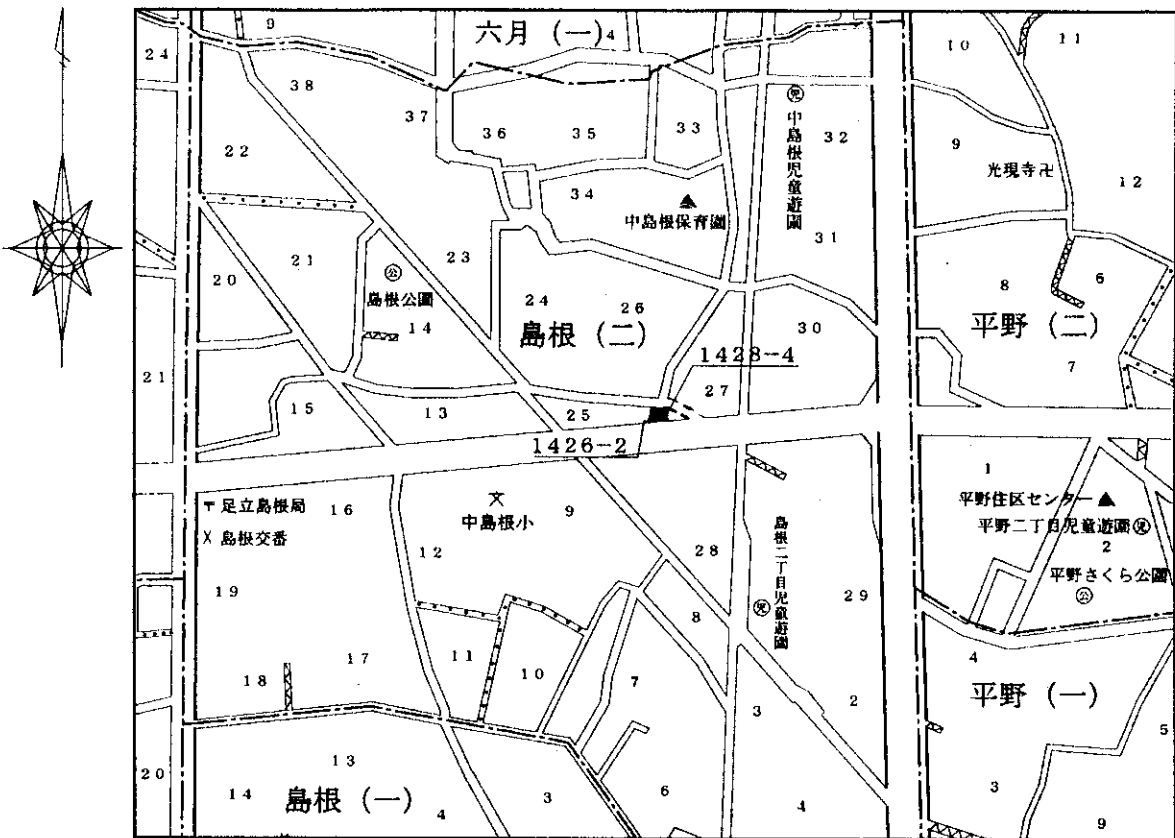 9
六月（一）4
10
11
24
38
37
36
35
33
児
中島根児童遊園
32
9
光現寺卍
12
22
34
中島根保育園
31
20
21
公
島根公園
14
23
24
26
島根（二）
30
8
6
平野（二）
7
1428-4
21
15
13
25
27
1426-2
〒足立島根局
16
X 島根交番
文
中島根小
9
1
平野住区センター
平野二丁目児童遊園児
2
平野さくら公園
公
12
28
島根二丁目児童遊園
児
29
19
11
10
8
17
18
7
3
2
4
平野（一）
5
20
13
14
島根（一）
4
3
6
4
3
9